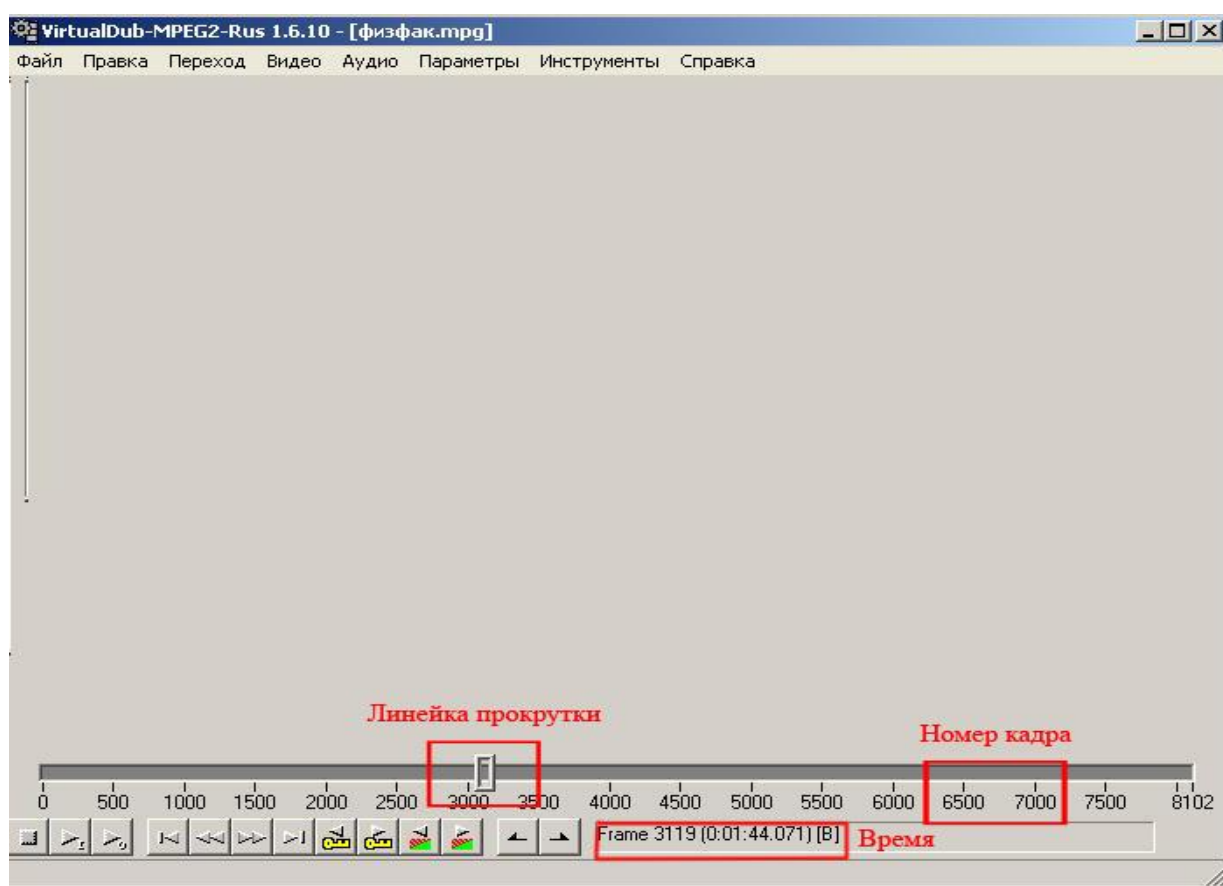 VirtualDub-MPEG2-Rus 1.6.10 - [физфак.mpg]
Файл Правка Переход Видео Аудио Параметры Инструменты Справка
Линейка прокрутки
Номер кадра
0 500 1000 1500 2000 2500 3000 3500 4000 4500 5000 5500 6000 6500 7000 7500 8102
Frame 3119 (0:01:44.071) [B] Время